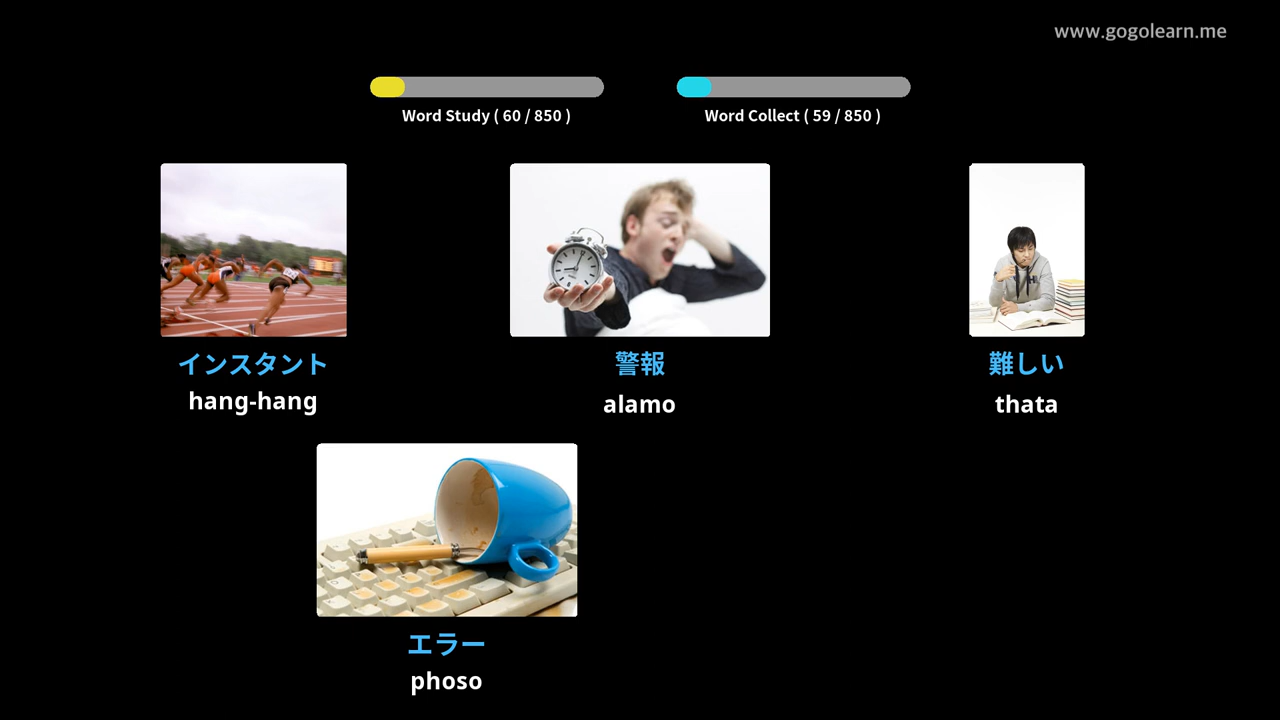 www.gogolearn.me
Word Study ( 60 / 850 )
Word Collect ( 59 / 850 )
インスタント
hang-hang
警報
alamo
難しい
thata
エラー
phoso